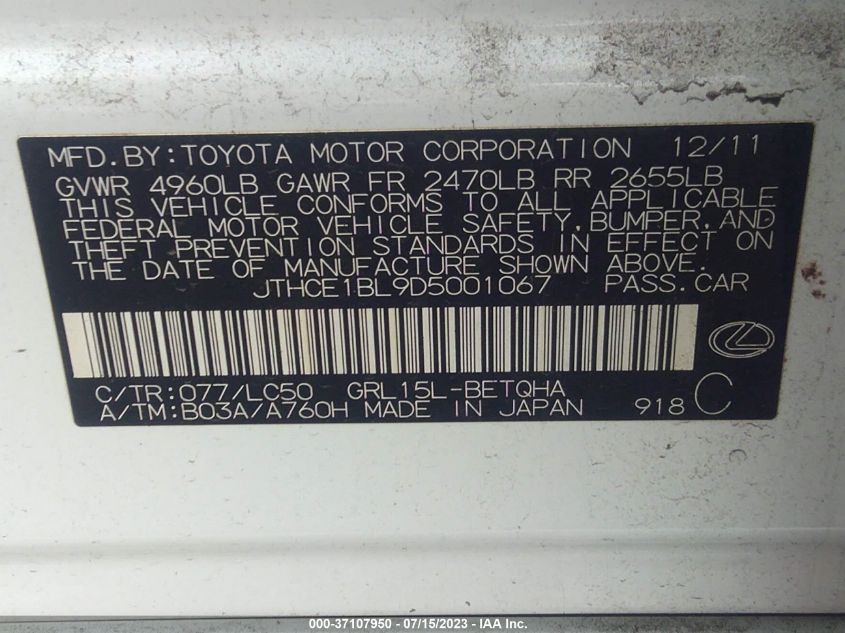 MFD.BY:TOYOTA MOTOR CORPORATION 12/11
GVWR 4960LB GAWR FR 2470LB RR 2655LB
THIS VEHICLE CONFORMS TO ALL APPLICABLE
FEDERAL MOTOR VEHICLE SAFETY,BUMPER,AND
THEFT PREVENTION STANDARDS IN EFFECT ON
THE DATE OF MANUFACTURE SHOWN ABOVE.
JTHCE1BL9D5001067 PASS.CAR
C/TR:077/LC50 GRL15L-BETQHA
A/TM:B03A/A760H MADE IN JAPAN 918 C
000-37107950 - 07/15/2023 - IAA Inc.